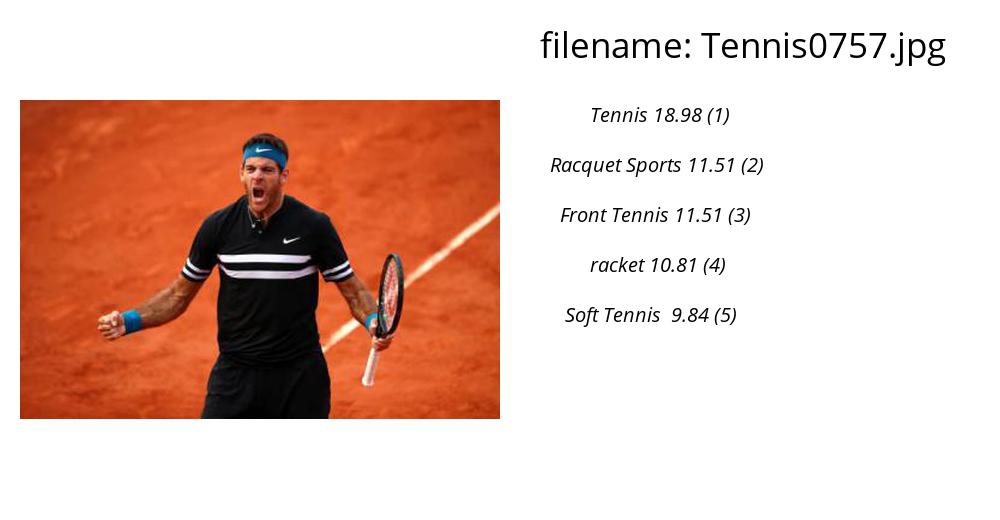 filename: Tennis0757.jpg
Tennis 18.98 (1)
Racquet Sports 11.51 (2)
Front Tennis 11.51 (3)
racket 10.81 (4)
Soft Tennis  9.84 (5)